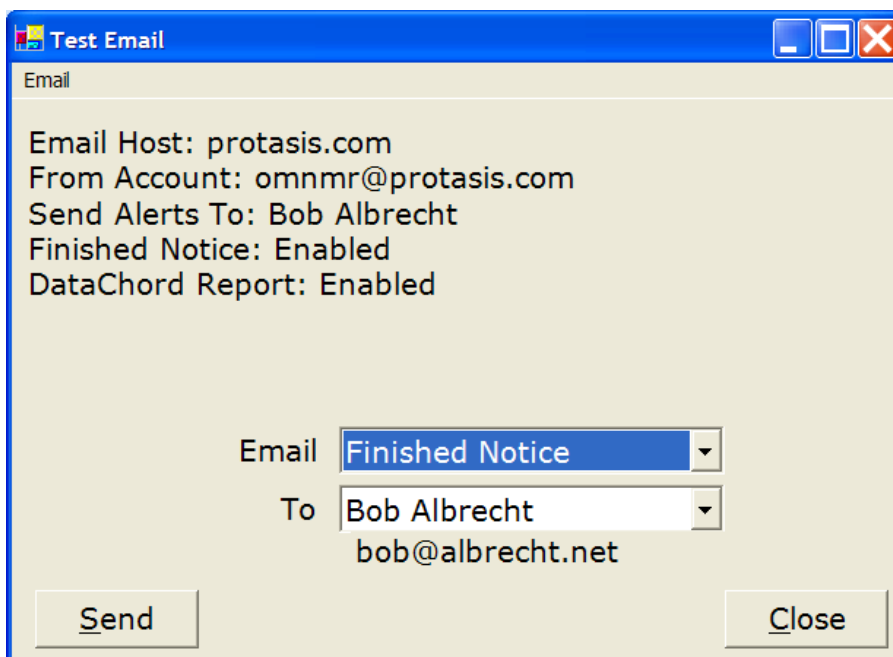 Test Email
Email
Email Host: protasis.com
From Account: omnmr@protasis.com
Send Alerts To: Bob Albrecht
Finished Notice: Enabled
DataChord Report: Enabled
Email Finished Notice
To Bob Albrecht
bob@albrecht.net
Send Close